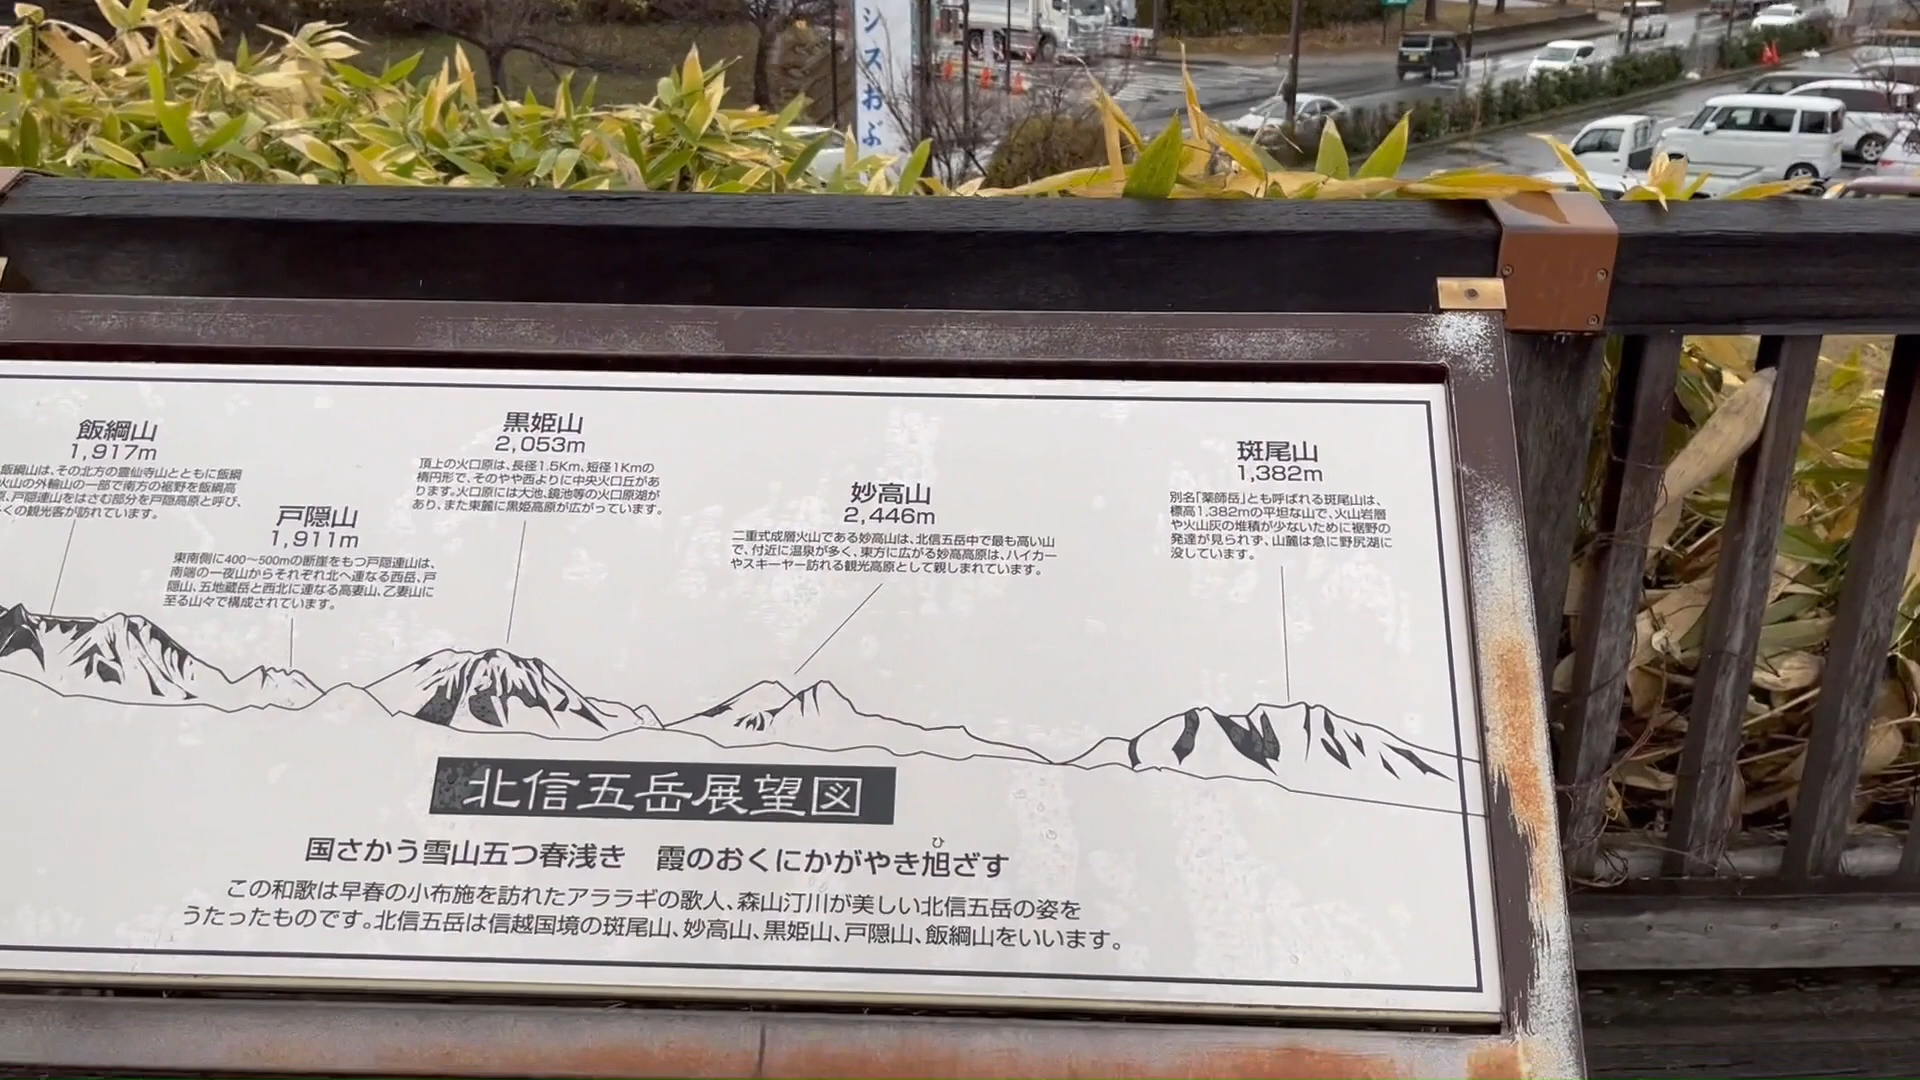 シスおぶ
飯綱山
1,917m
飯綱山は、その北方の霊仙寺山とともに飯綱
火山の外輪山の一部で南方の裾野を飯綱高
原、戸隠連山をはさむ部分を戸隠高原と呼び、
くの観光客が訪れています。
戸隠山
1,911m
東南側に400〜500mの断崖をもつ戸隠連山は、
南端の一夜山からそれぞれ北へ連なる西岳、戸
隠山、五地蔵岳と西北に連なる高妻山、乙妻山に
至る山々で構成されています。
黒姫山
2,053m
頂上の火口原は、長径1.5Km、短径1Kmの
楕円形で、そのやや西よりに中央火口丘があ
ります。火口原には大池、鏡池等の火口原湖が
あり、また東麓に黒姫高原が広がっています。
妙高山
2,446m
二重式成層火山である妙高山は、北信五岳中で最も高い山
で、付近に温泉が多く、東方に広がる妙高高原は、ハイカー
やスキーヤー訪れる観光高原として親しまれています。
斑尾山
1,382m
別名「薬師岳」とも呼ばれる斑尾山は、
標高1,382mの平坦な山で、火山岩層
や火山灰の堆積が少ないために裾野の
発達が見られず、山麓は急に野尻湖に
没しています。
北信五岳展望図
国さかう雪山五つ春浅き　霞のおくにかがやき旭ざす
ひ
この和歌は早春の小布施を訪れたアララギの歌人、森山汀川が美しい北信五岳の姿を
うたったものです。北信五岳は信越国境の斑尾山、妙高山、黒姫山、戸隠山、飯綱山をいいます。